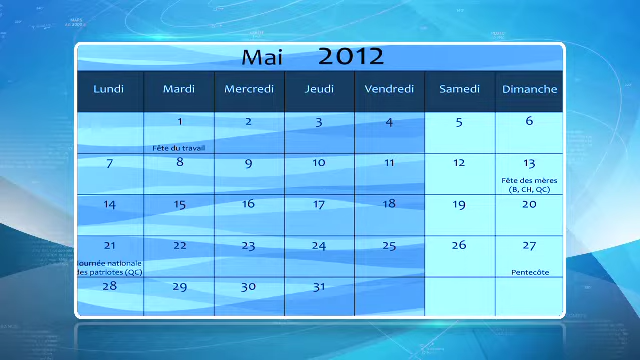 Mai 2012
Lundi Mardi Mercredi Jeudi Vendredi Samedi Dimanche
1 2 3 4 5 6
Fête du travail
7 8 9 10 11 12 13
Fête des mères
(B, CH, QC)
14 15 16 17 18 19 20
21 22 23 24 25 26 27
Journée nationale
des patriotes (QC)
Pentecôte
28 29 30 31